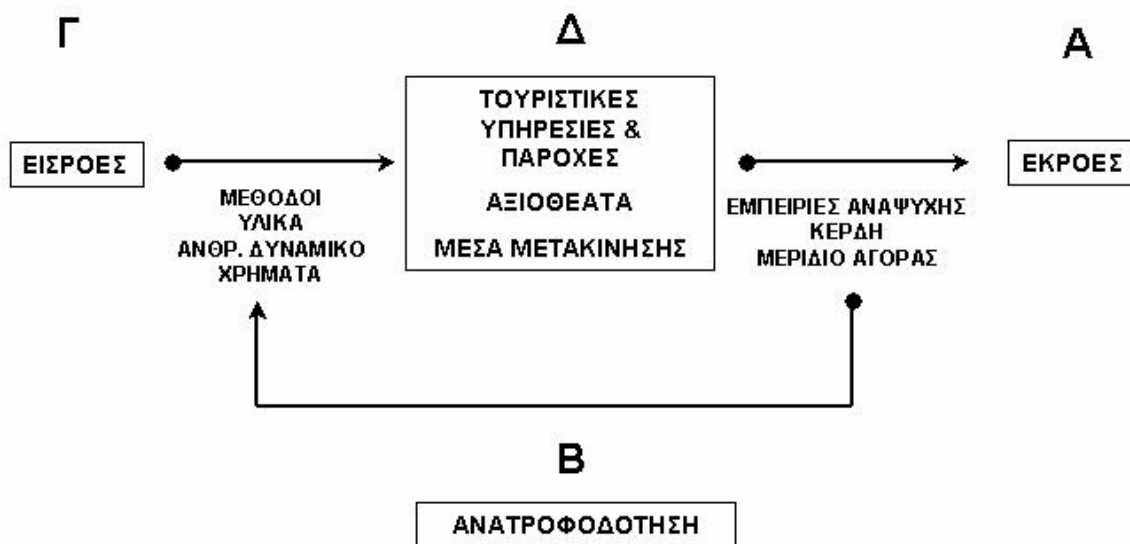 Γ
Δ
Α
ΕΙΣΡΟΕΣ
ΜΕΘΟΔΟΙ
ΥΛΙΚΑ
ΑΝΘΡ. ΔΥΝΑΜΙΚΟ
ΧΡΗΜΑΤΑ
ΤΟΥΡΙΣΤΙΚΕΣ
ΥΠΗΡΕΣΙΕΣ &
ΠΑΡΟΧΕΣ
ΑΞΙΟΘΕΑΤΑ
ΜΕΣΑ ΜΕΤΑΚΙΝΗΣΗΣ
ΕΜΠΕΙΡΙΕΣ ΑΝΑΨΥΧΗΣ
ΚΕΡΔΗ
ΜΕΡΙΔΙΟ ΑΓΟΡΑΣ
ΕΚΡΟΕΣ
Β
ΑΝΑΤΡΟΦΟΔΟΤΗΣΗ